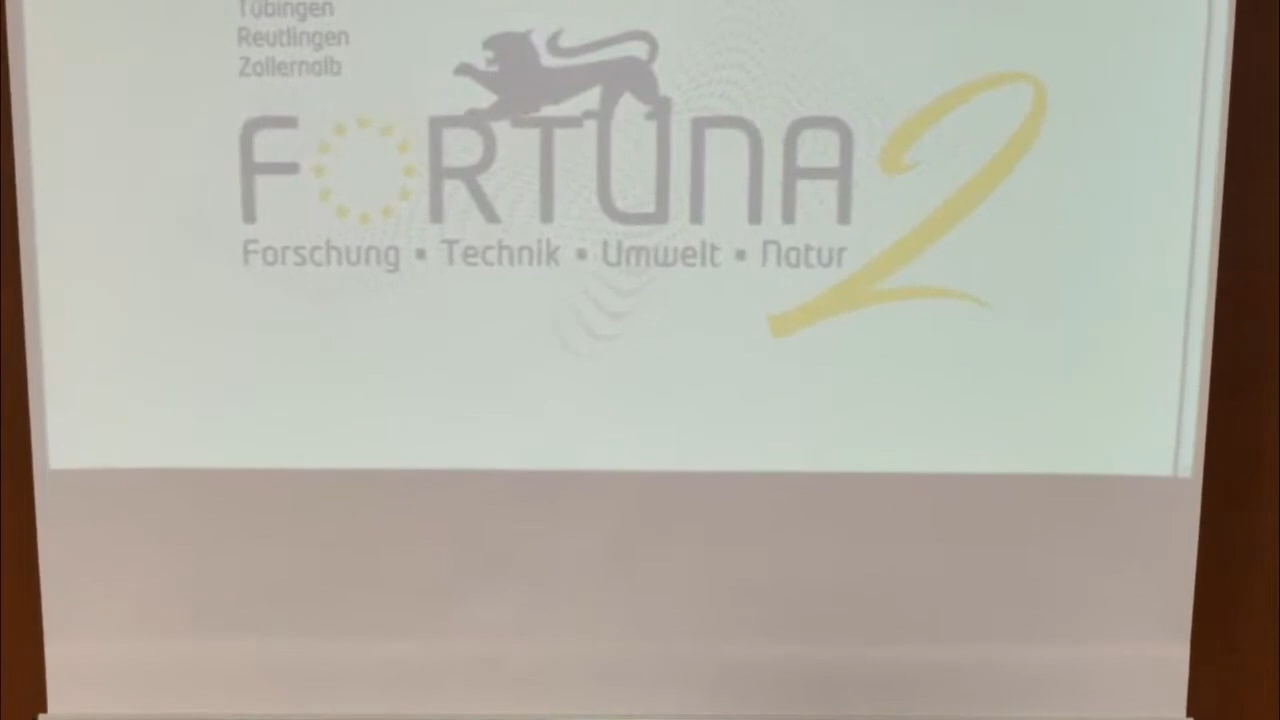 Tübingen
Reutlingen
Zollernalb
FORTUNA 2
Forschung ▪ Technik ▪ Umwelt ▪ Natur